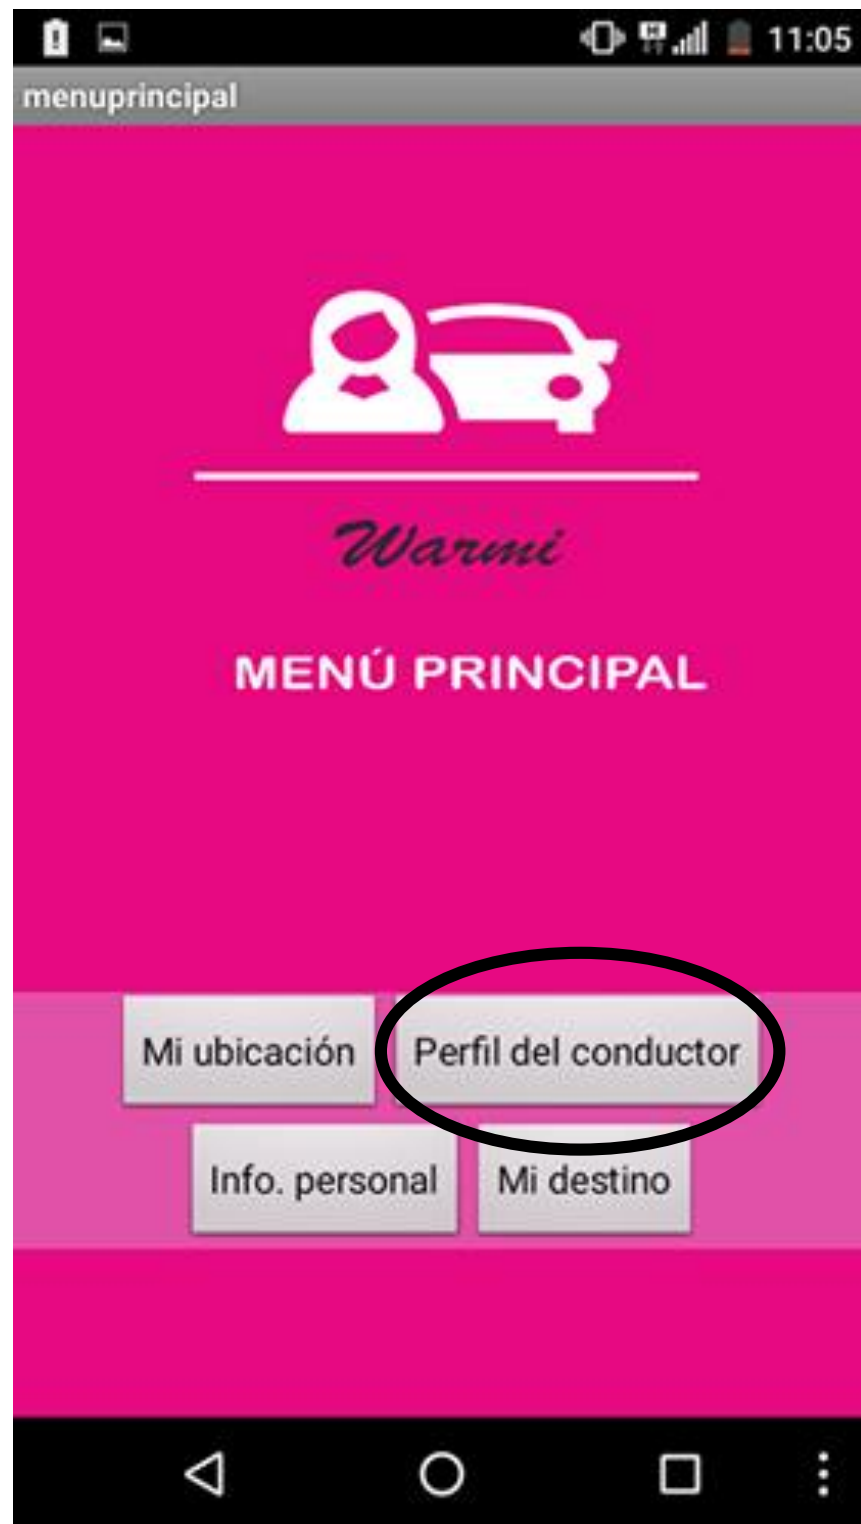 11:05
menuprincipal
Warmi
MENÚ PRINCIPAL
Mi ubicación Perfil del conductor
Info. personal Mi destino